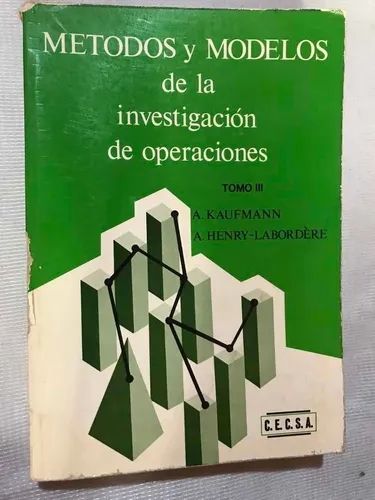 METODOS y MODELOS
de la
investigación
de operaciones
TOMO III
A. KAUFMANN
A. HENRY-LABORDÈRE
C.E.C.S.A.